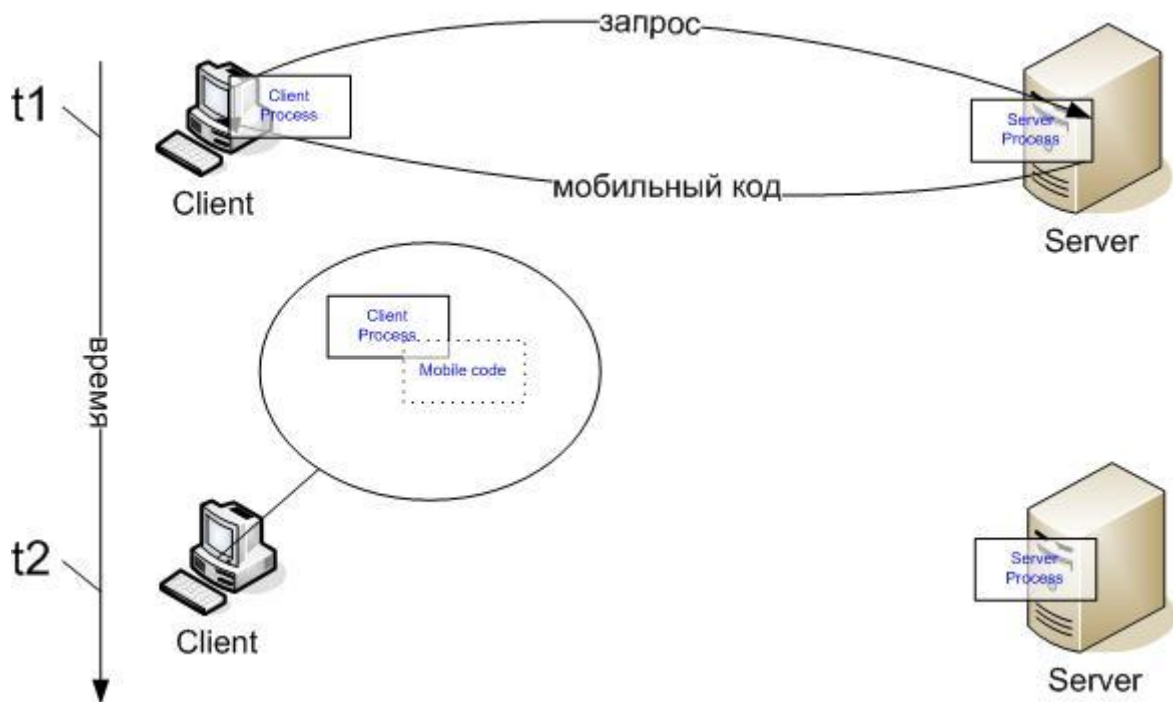 запрос
t1
Client
Process
Server
Process
мобильный код
Client
Server
Client
Process
Mobile code
время
t2
Server
Process
Client
Server